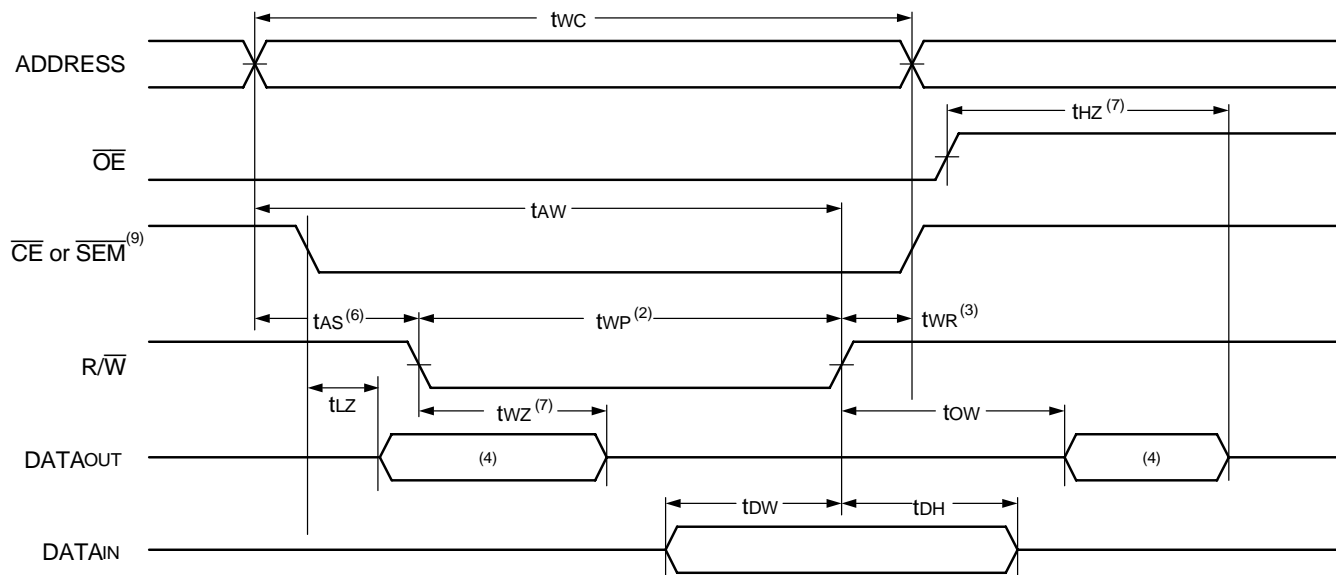 tWC
ADDRESS
tHZ (7)
OE
tAW
CE or SEM (9)
tAS (6)
tWP (2)
tWR (3)
R/W
tLZ
tWZ (7)
tOW
DATAOUT
(4)
(4)
tDW
tDH
DATAIN